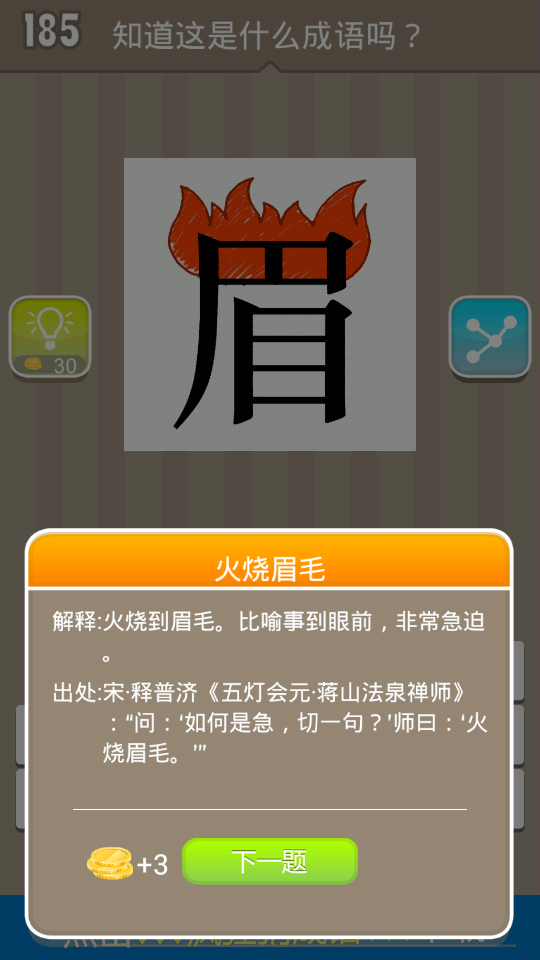 185 知道这是什么成语吗？
眉
30
火烧眉毛
解释:火烧到眉毛。比喻事到眼前，非常急迫
。
出处:宋·释普济《五灯会元·蒋山法泉禅师》
：“问：‘如何是急，切一句？’师曰：‘火
烧眉毛。’”
+3 下一题